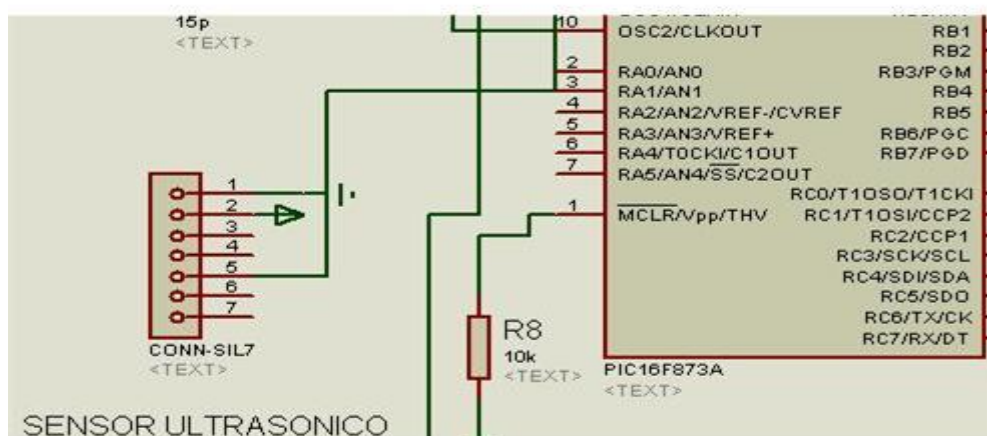 15p
<TEXT>
10
OSC2/CLKOUT
2
RA0/AN0
3
RA1/AN1
4
RA2/AN2/VREF-/CVREF
5
RA3/AN3/VREF+
6
RA4/T0CKI/C1OUT
7
RA5/AN4/SS/C2OUT
1
MCLR/Vpp/THV
RB1
RB2
RB3/PGM
RB4
RB5
RB6/PGC
RB7/PGD
RC0/T1OSO/T1CKI
RC1/T1OSI/CCP2
RC2/CCP1
RC3/SCK/SCL
RC4/SDI/SDA
RC5/SDO
RC6/TX/CK
RC7/RX/DT
PIC16F873A
<TEXT>
1
2
3
4
5
6
7
CONN-SIL7
<TEXT>
R8
10k
<TEXT>
SENSOR ULTRASONICO